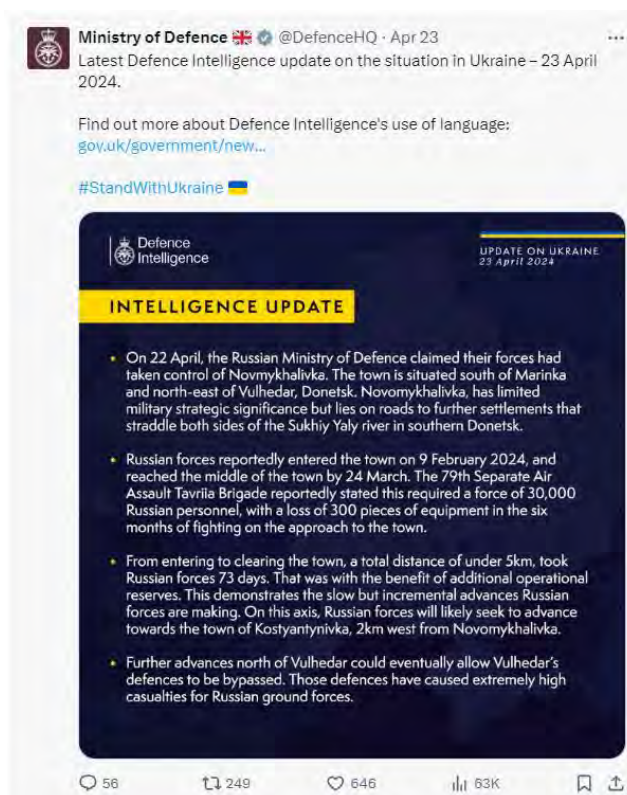 Ministry of Defence 🇬🇧 @DefenceHQ · Apr 23
Latest Defence Intelligence update on the situation in Ukraine – 23 April
2024.
Find out more about Defence Intelligence's use of language:
gov.uk/government/new...
#StandWithUkraine 🇺🇦
Defence
Intelligence
UPDATE ON UKRAINE
23 April 2024
INTELLIGENCE UPDATE
• On 22 April, the Russian Ministry of Defence claimed their forces had
taken control of Novmykhalivka. The town is situated south of Marinka
and north-east of Vulhedar, Donetsk. Novomykhalivka, has limited
military strategic significance but lies on roads to further settlements that
straddle both sides of the Sukhiy Yaly river in southern Donetsk.
• Russian forces reportedly entered the town on 9 February 2024, and
reached the middle of the town by 24 March. The 79th Separate Air
Assault Tavriia Brigade reportedly stated this required a force of 30,000
Russian personnel, with a loss of 300 pieces of equipment in the six
months of fighting on the approach to the town.
• From entering to clearing the town, a total distance of under 5km, took
Russian forces 73 days. That was with the benefit of additional operational
reserves. This demonstrates the slow but incremental advances Russian
forces are making. On this axis, Russian forces will likely seek to advance
towards the town of Kostyantynivka, 2km west from Novomykhalivka.
• Further advances north of Vulhedar could eventually allow Vulhedar's
defences to be bypassed. Those defences have caused extremely high
casualties for Russian ground forces.
56 249 646 63K